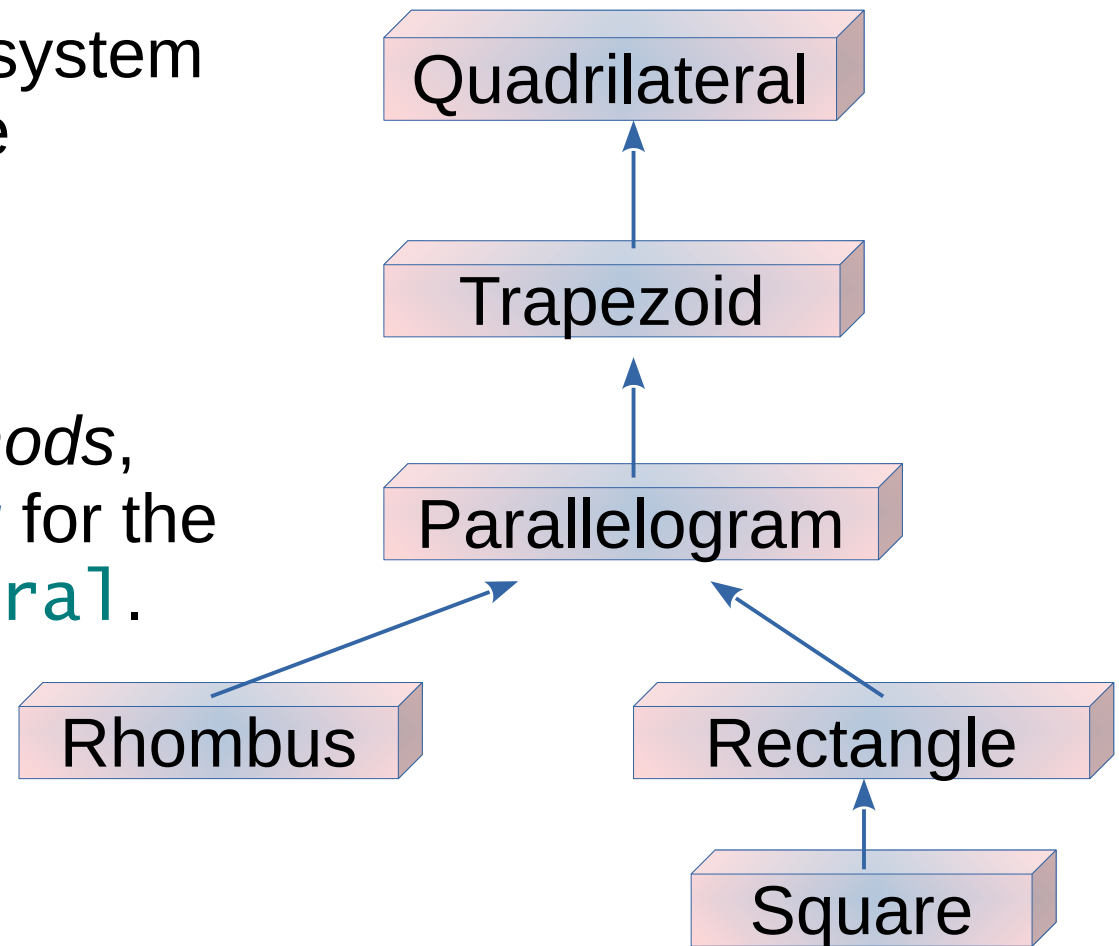 system
e
ods,
for the
ral.
Quadrilateral
Trapezoid
Parallelogram
Rhombus
Rectangle
Square